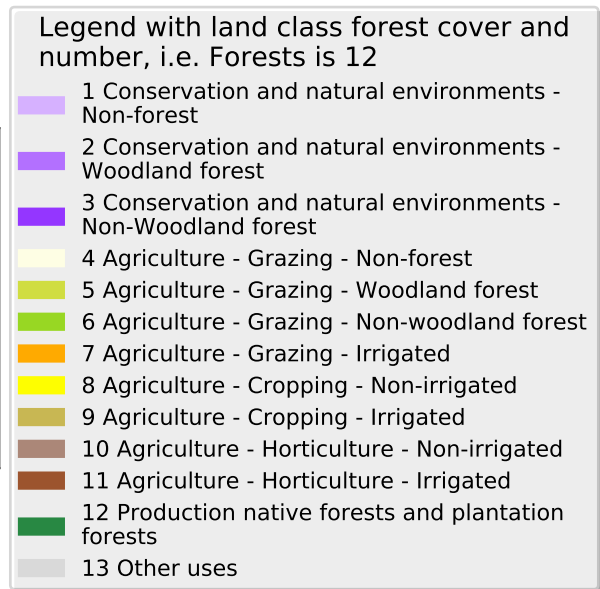 Legend with land class forest cover and
number, i.e. Forests is 12
1 Conservation and natural environments -
Non-forest
2 Conservation and natural environments -
Woodland forest
3 Conservation and natural environments -
Non-Woodland forest
4 Agriculture - Grazing - Non-forest
5 Agriculture - Grazing - Woodland forest
6 Agriculture - Grazing - Non-woodland forest
7 Agriculture - Grazing - Irrigated
8 Agriculture - Cropping - Non-irrigated
9 Agriculture - Cropping - Irrigated
10 Agriculture - Horticulture - Non-irrigated
11 Agriculture - Horticulture - Irrigated
12 Production native forests and plantation
forests
13 Other uses